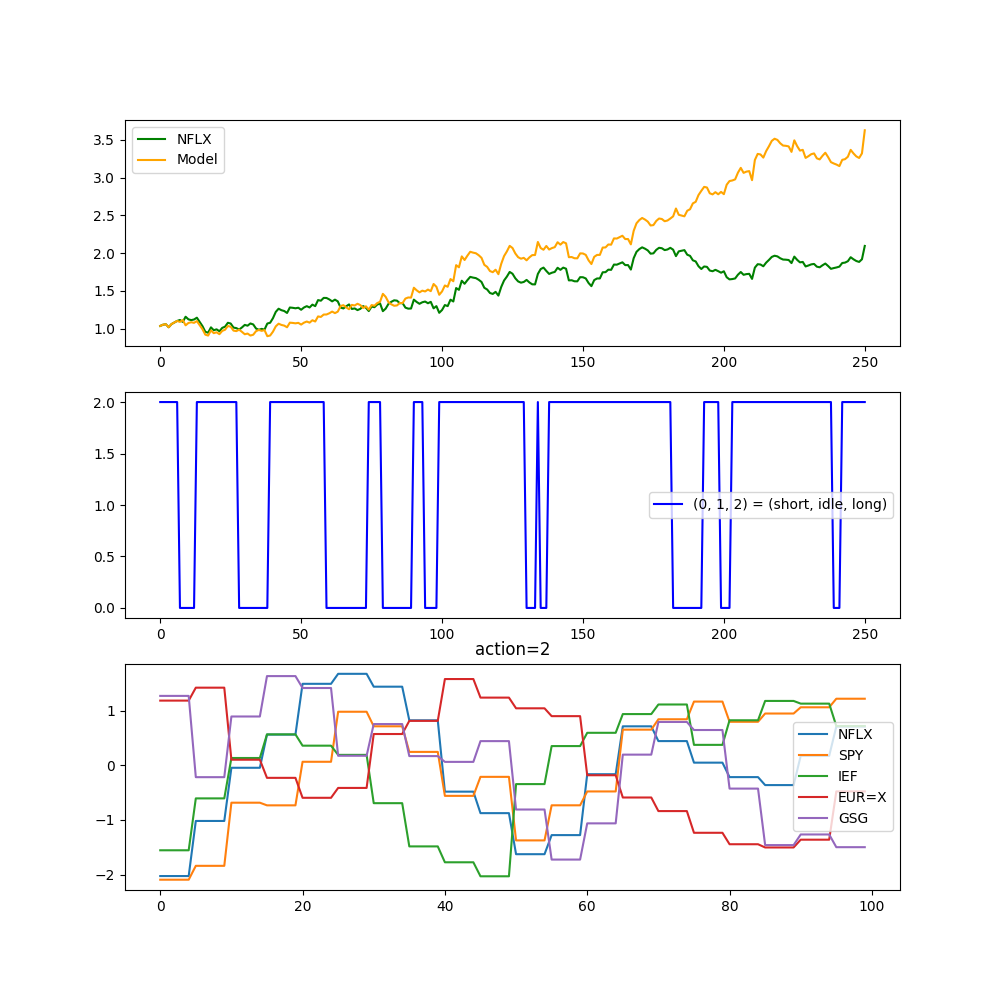 3.5
3.0
2.5
2.0
1.5
1.0
NFLX
Model
0 50 100 150 200 250
2.0
1.5
1.0
0.5
0.0
(0, 1, 2) = (short, idle, long)
0 50 100 150 200 250
action=2
1
0
−1
−2
NFLX
SPY
IEF
EUR=X
GSG
0 20 40 60 80 100